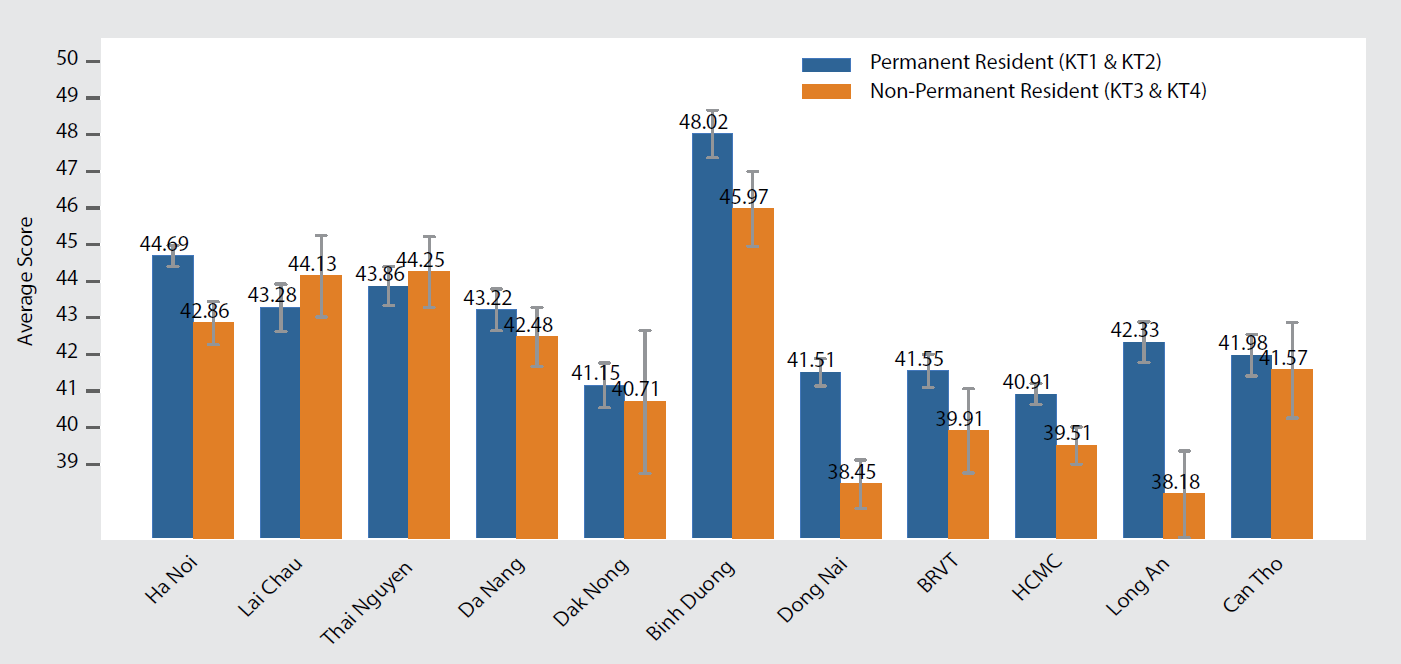 50
49
48
47
46
45
44
43
42
41
40
39
Average Score
Permanent Resident (KT1 & KT2)
Non-Permanent Resident (KT3 & KT4)
44.69
42.86
43.28
44.13
43.86
44.25
43.22
42.48
41.15
40.71
48.02
45.97
41.51
38.45
41.55
39.91
40.91
39.51
42.33
38.18
41.98
41.57
Ha Noi
Lai Chau
Thai Nguyen
Da Nang
Dak Nong
Binh Duong
Dong Nai
BRVT
HCMC
Long An
Can Tho